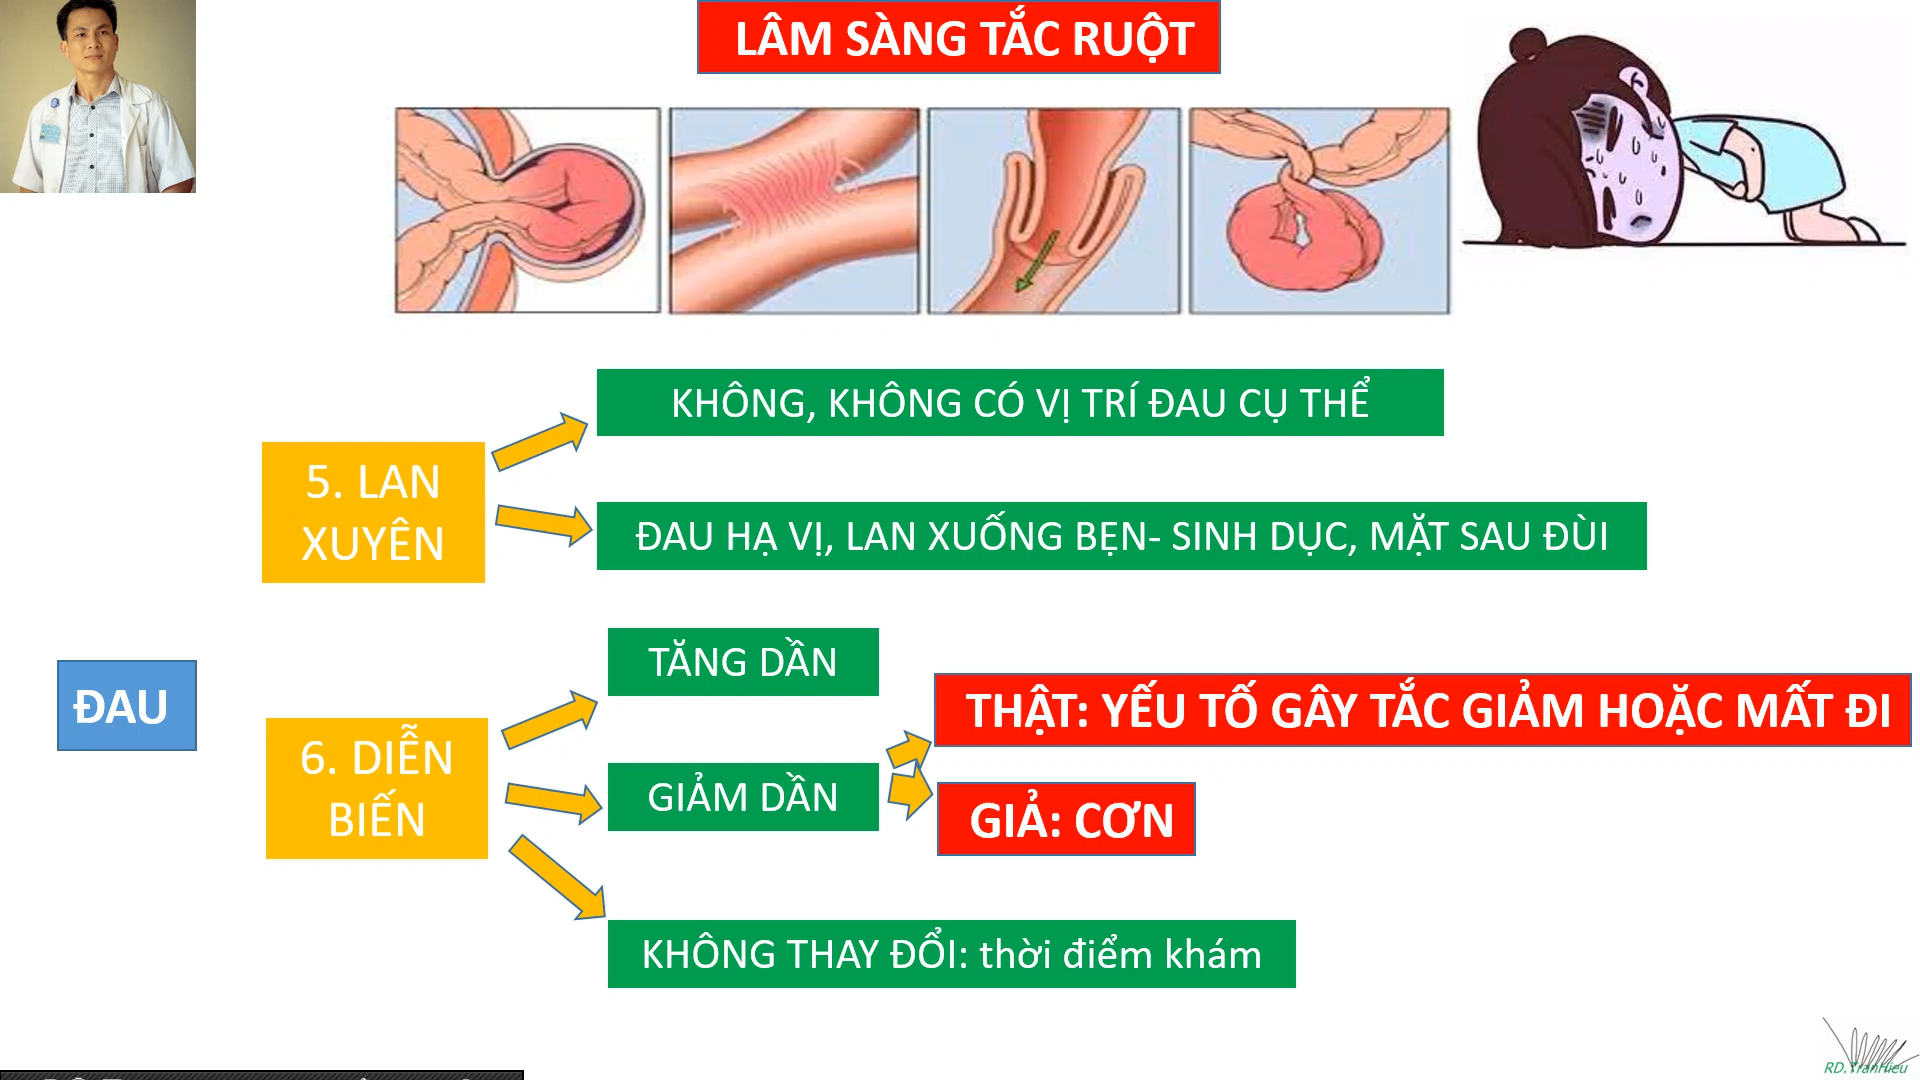 LÂM SÀNG TẮC RUỘT
KHÔNG, KHÔNG CÓ VỊ TRÍ ĐAU CỤ THỂ
5. LAN
XUYÊN
ĐAU HẠ VỊ, LAN XUỐNG BẸN- SINH DỤC, MẶT SAU ĐÙI
TĂNG DẦN
ĐAU
THẬT: YẾU TỐ GÂY TẮC GIẢM HOẶC MẤT ĐI
6. DIỄN
BIẾN
GIẢM DẦN
GIẢ: CƠN
KHÔNG THAY ĐỔI: thời điểm khám
RD.TranHieu